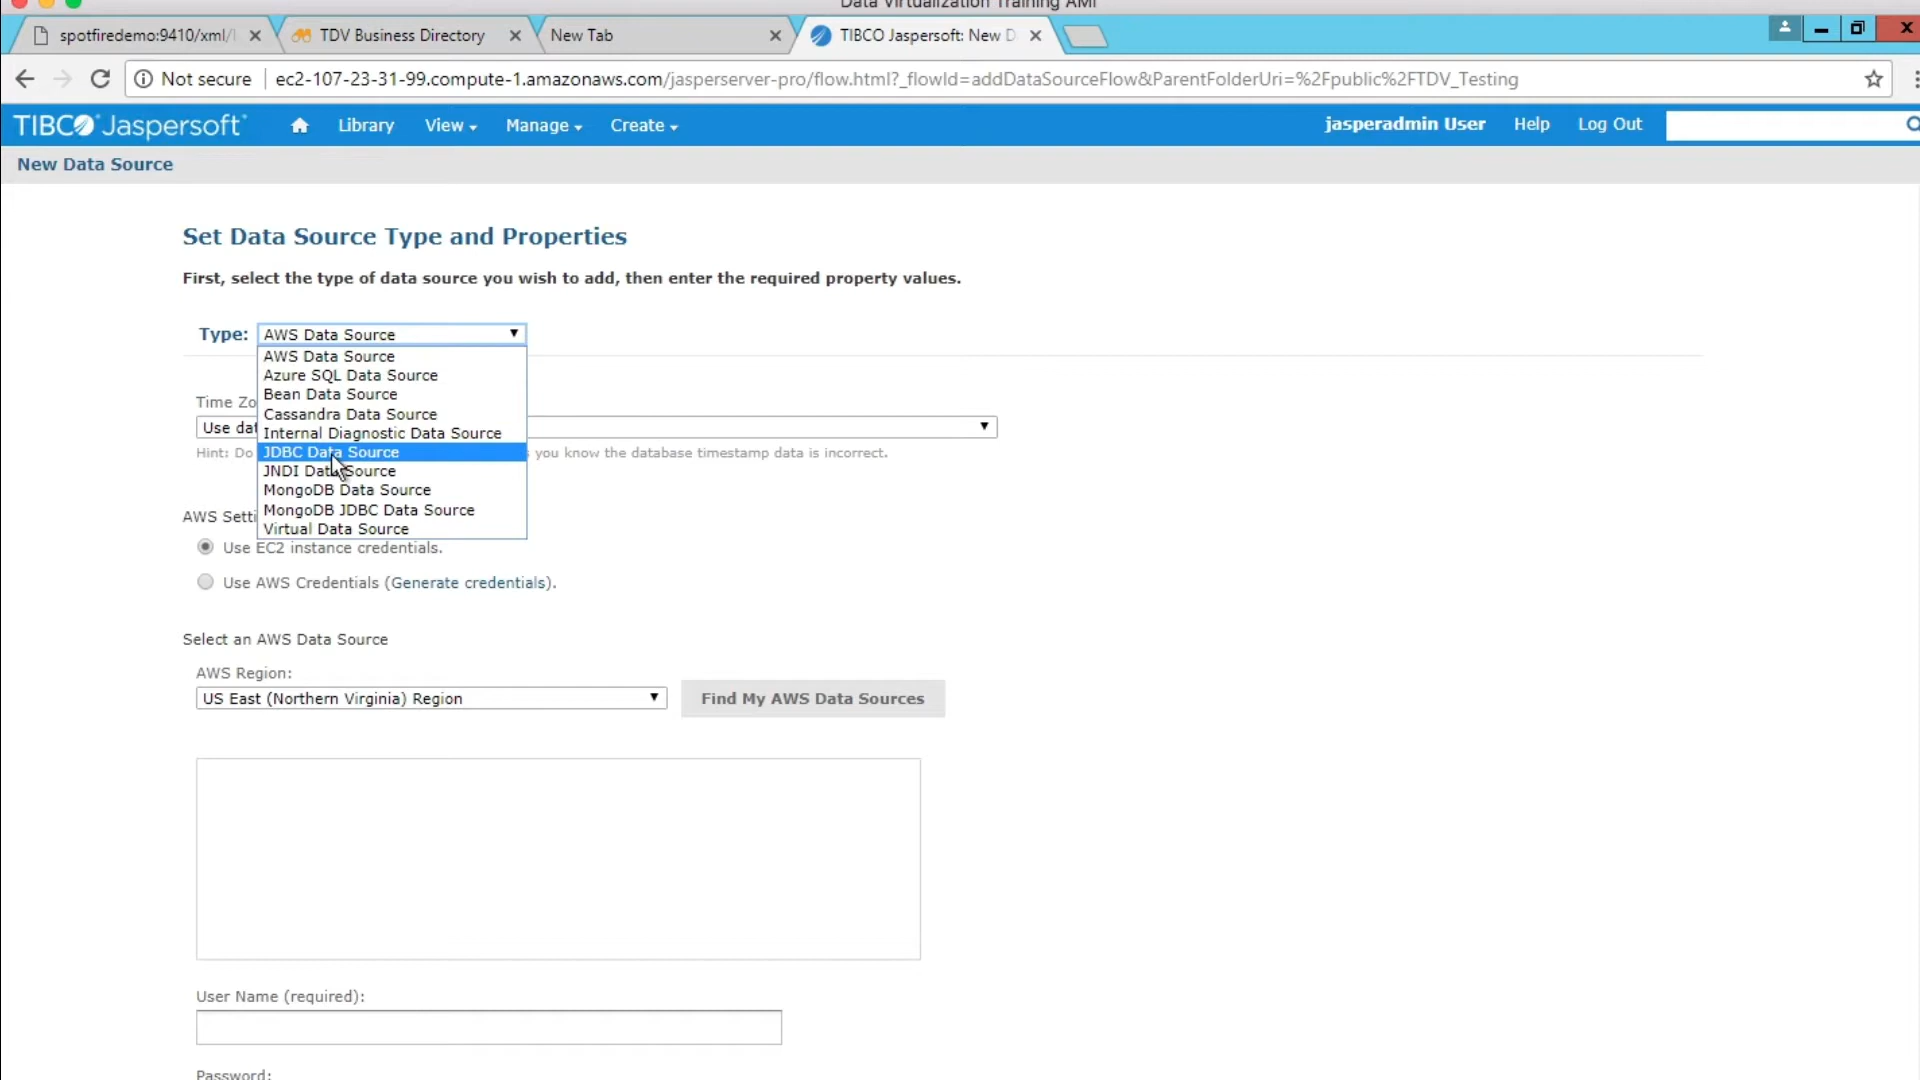 Data Virtualization Training AMI
spotfiredemo:9410/xml/
TDV Business Directory
New Tab
TIBCO Jaspersoft: New D
Not secure
ec2-107-23-31-99.compute-1.amazonaws.com/jasperserver-pro/flow.html?_flowId=addDataSourceFlow&ParentFolderUri=%2Fpublic%2FTDV_Testing
TIBCO Jaspersoft
Library
View
Manage
Create
jasperadmin User
Help
Log Out
New Data Source
Set Data Source Type and Properties
First, select the type of data source you wish to add, then enter the required property values.
Type:
AWS Data Source
AWS Data Source
Azure SQL Data Source
Bean Data Source
Time Zo
Cassandra Data Source
Use dat
Internal Diagnostic Data Source
Hint: Do
JDBC Data Source
you know the database timestamp data is incorrect.
JNDI Data Source
MongoDB Data Source
MongoDB JDBC Data Source
AWS Setti
Virtual Data Source
Use EC2 instance credentials.
Use AWS Credentials (Generate credentials).
Select an AWS Data Source
AWS Region:
US East (Northern Virginia) Region
Find My AWS Data Sources
User Name (required):
Password: